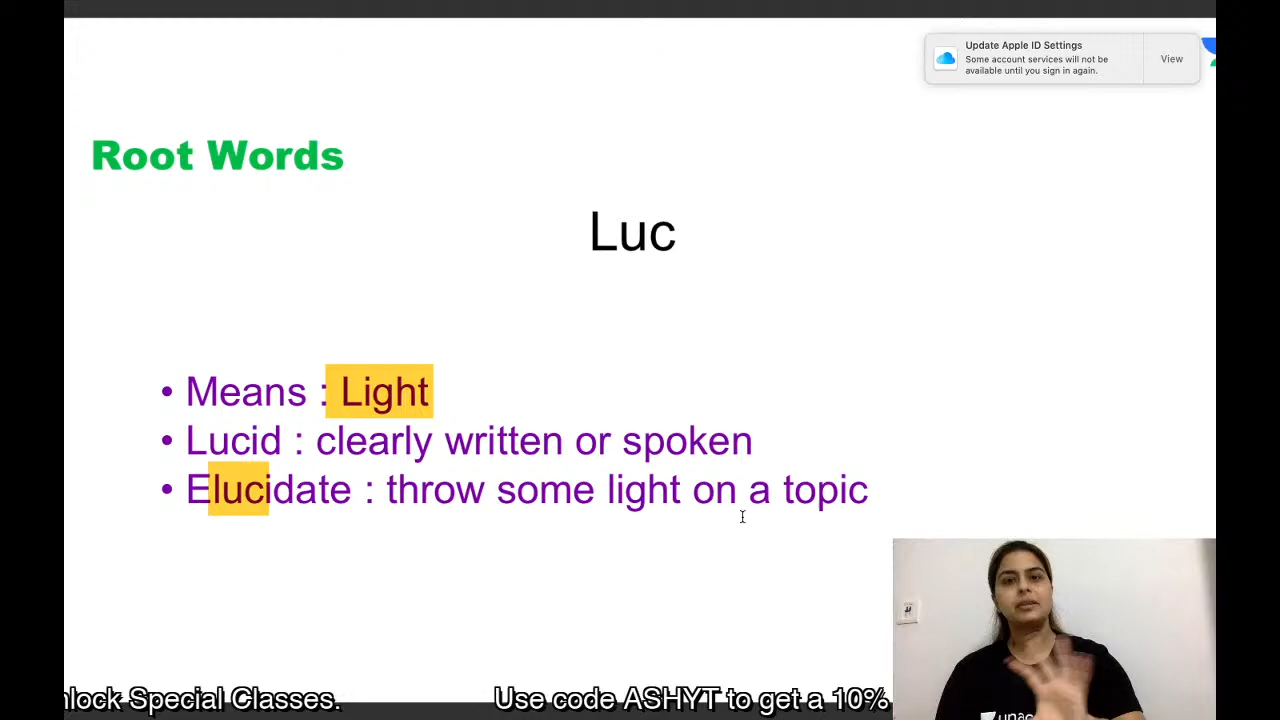 Update Apple ID Settings
Some account services will not be
available until you sign in again.
View
Root Words
Luc
• Means : Light
• Lucid : clearly written or spoken
• Elucidate : throw some light on a topic
nlock Special Classes. Use code ASHYT to get a 10%